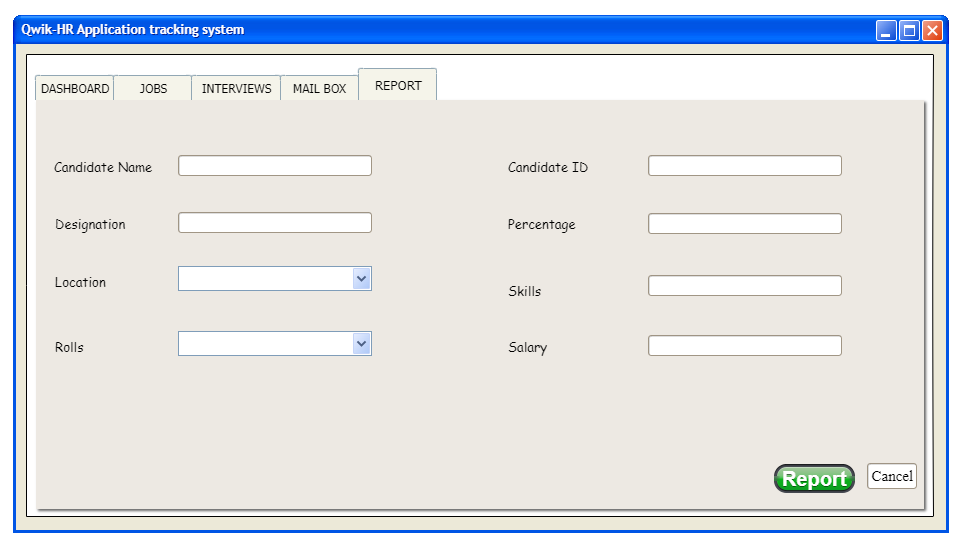 Qwik-HR Application tracking system
DASHBOARD JOBS INTERVIEWS MAIL BOX REPORT
Candidate Name Candidate ID
Designation Percentage
Location Skills
Rolls Salary
Report Cancel